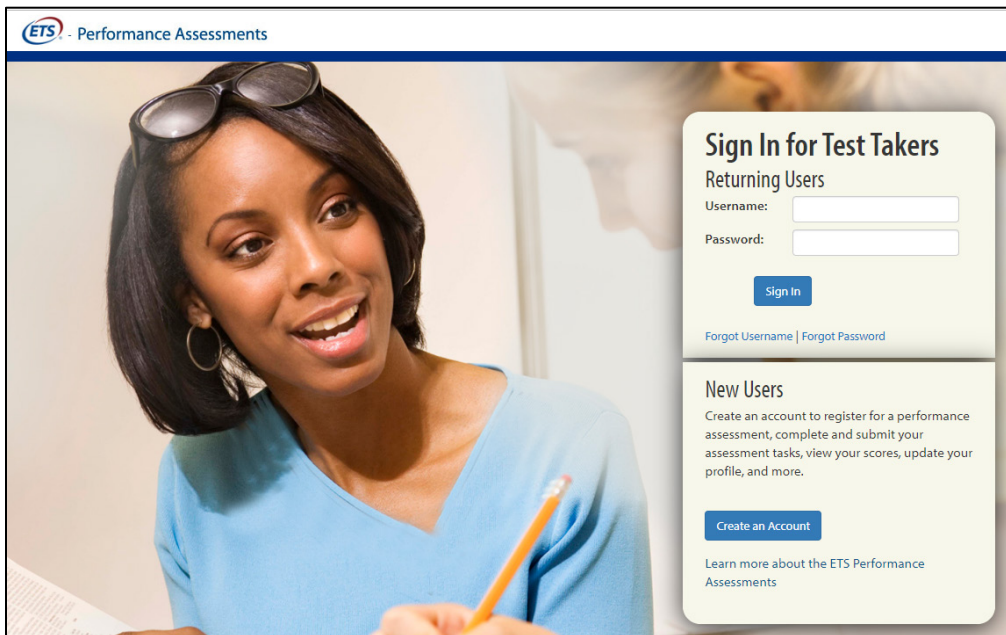 ETS® - Performance Assessments
Sign In for Test Takers
Returning Users
Username:
Password:
Sign In
Forgot Username | Forgot Password
New Users
Create an account to register for a performance
assessment, complete and submit your
assessment tasks, view your scores, update your
profile, and more.
Create an Account
Learn more about the ETS Performance
Assessments